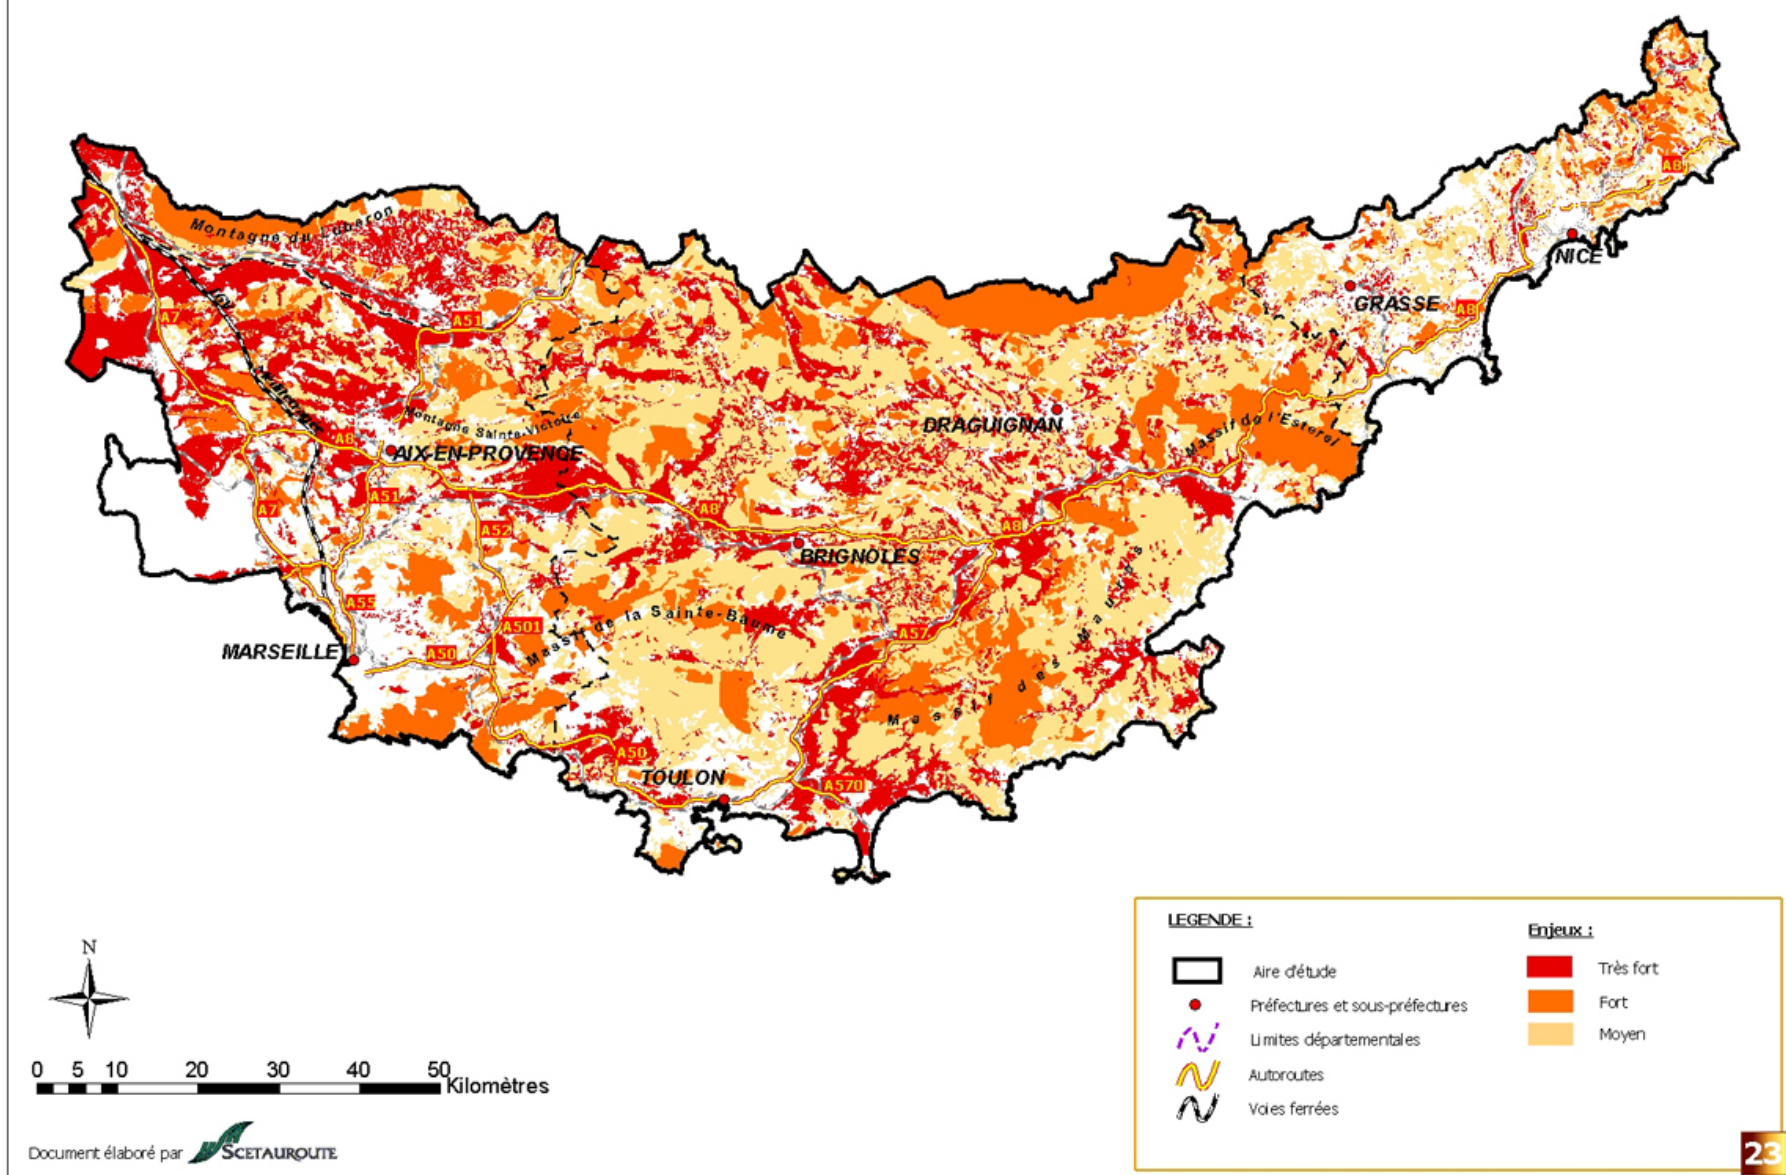 Montagne du Luberon
A8
NICE
GRASSE
A8
A7
A51
DRAGUIGNAN
Massif de l'Esterel
Montagne Sainte-Victoire
A8
AIX-EN-PROVENCE
A51
A7
A52
A8
A8
BRIGNOLES
A55
A501
Massif de la Sainte-Baume
A57
MARSEILLE
A50
Massif des Maures
A50
TOULON
A570
N
0 5 10 20 30 40 50
Kilomètres
Document élaboré par SCETAUROUTE
LEGENDE :
Aire d'étude
Préfectures et sous-préfectures
Limites départementales
Autoroutes
Voies ferrées
Enjeux :
Très fort
Fort
Moyen
23